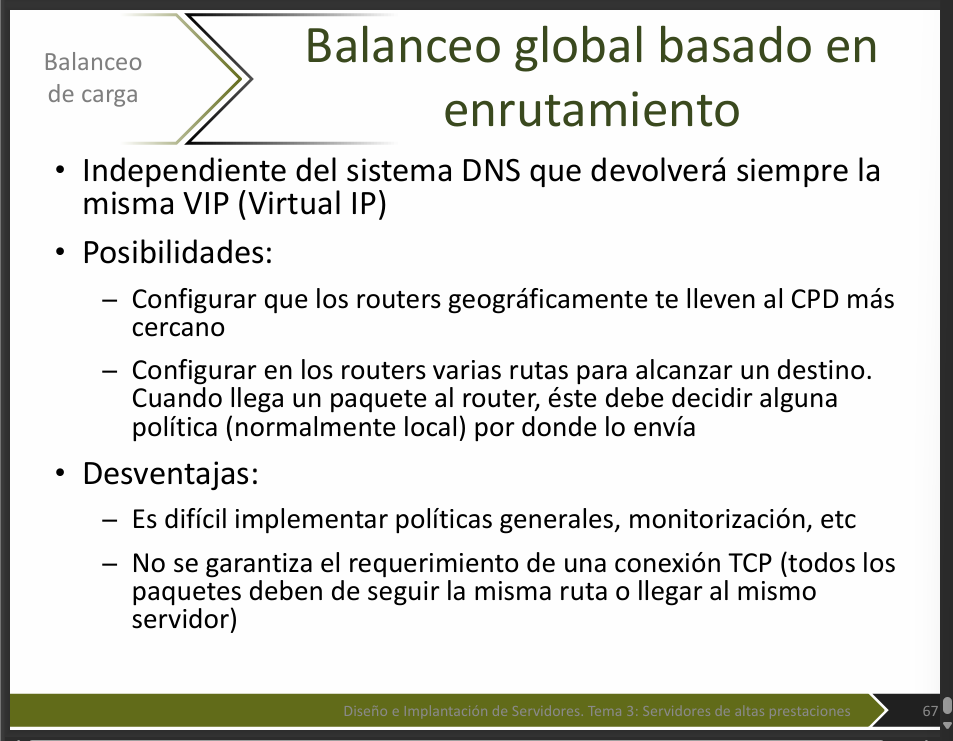 Balanceo
de carga
Balanceo global basado en
enrutamiento
• Independiente del sistema DNS que devolverá siempre la
misma VIP (Virtual IP)
• Posibilidades:
– Configurar que los routers geográficamente te lleven al CPD más
cercano
– Configurar en los routers varias rutas para alcanzar un destino.
Cuando llega un paquete al router, éste debe decidir alguna
política (normalmente local) por donde lo envía
• Desventajas:
– Es difícil implementar políticas generales, monitorización, etc
– No se garantiza el requerimiento de una conexión TCP (todos los
paquetes deben de seguir la misma ruta o llegar al mismo
servidor)
Diseño e Implantación de Servidores. Tema 3: Servidores de altas prestaciones 67